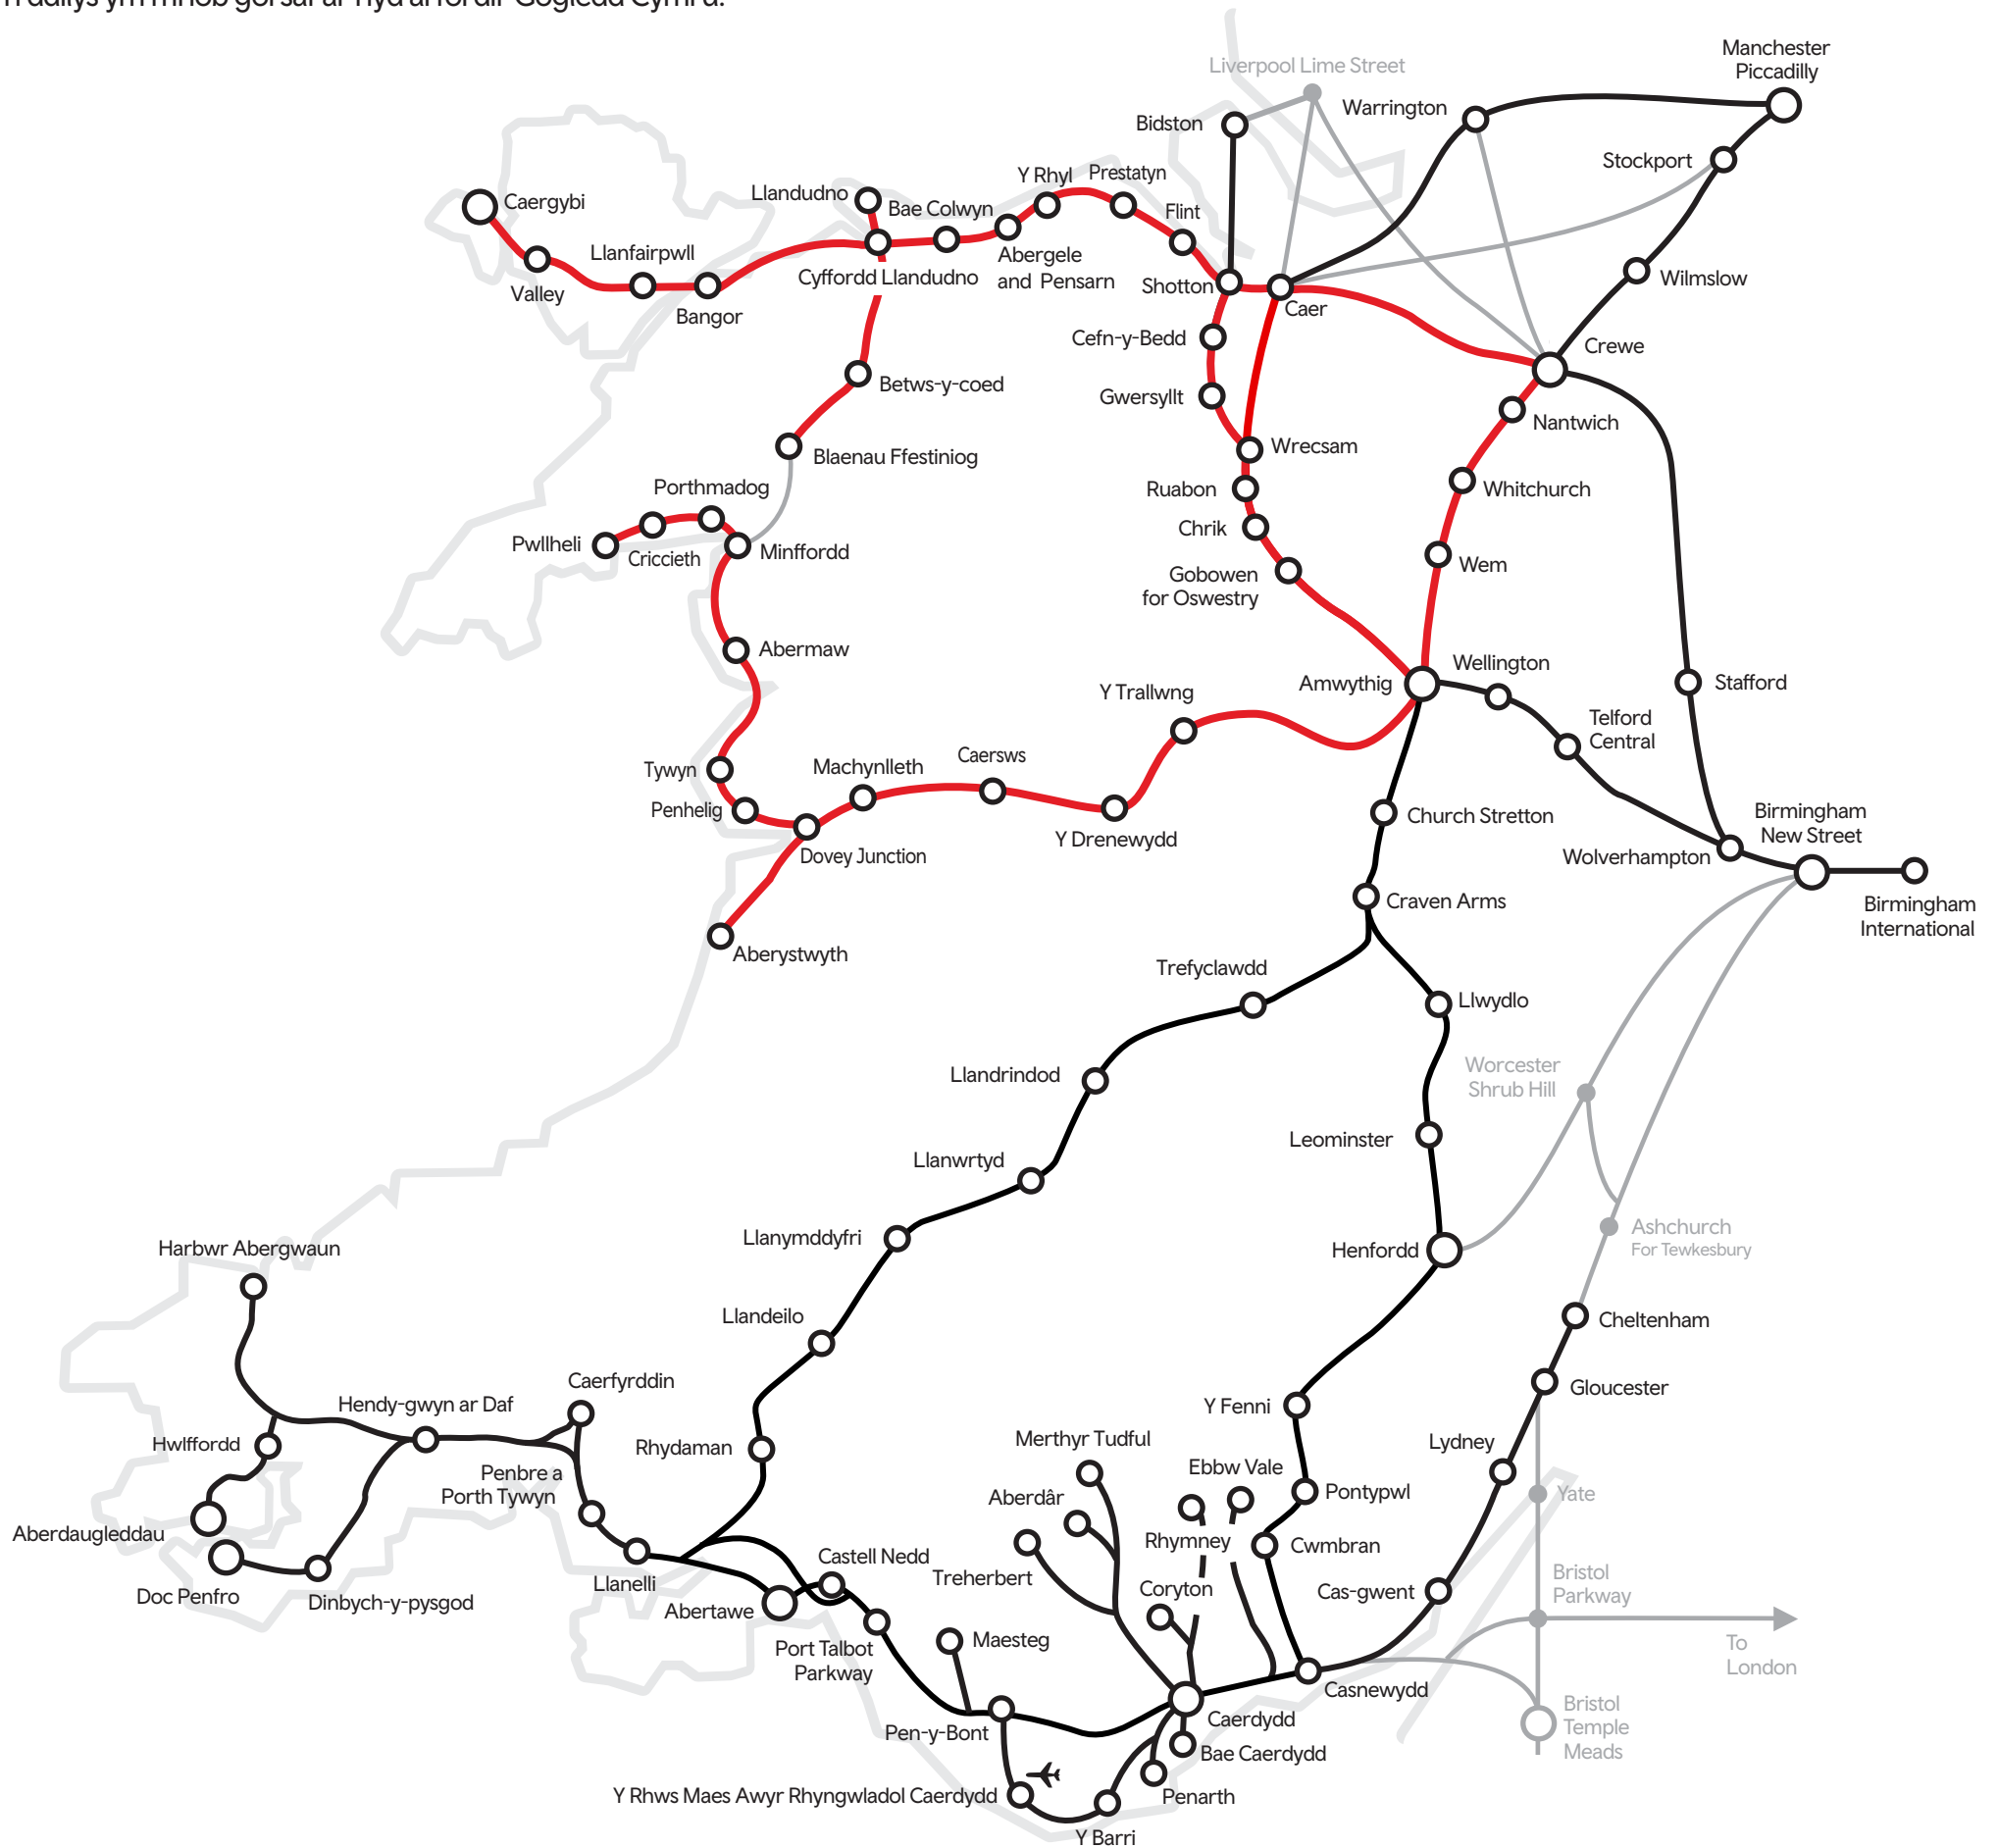 Manchester
Piccadilly
Liverpool Lime Street
Warrington
Bidston
Stockport
Y Rhyl
Prestatyn
Llandudno
Caergybi
Bae Colwyn
Flint
Llanfairpwll
Abergele
and Pensarn
Cyffordd Llandudno
Wilmslow
Shotton
Valley
Caer
Bangor
Cefn-y-Bedd
Crewe
Betws-y-coed
Gwersyllt
Nantwich
Wrecsam
Blaenau Ffestiniog
Porthmadog
Ruabon
Whitchurch
Chrik
Pwllheli
Criccieth
Minffordd
Wem
Gobowen
for Oswestry
Abermaw
Wellington
Amwythig
Stafford
Y Trallwng
Telford
Central
Caersws
Machynlleth
Tywyn
Penhelig
Birmingham
New Street
Church Stretton
Y Drenewydd
Dovey Junction
Wolverhampton
Craven Arms
Birmingham
International
Aberystwyth
Trefyclawdd
Llwydlo
Worcester
Shrub Hill
Llandrindod
Leominster
Llanwrtyd
Ashchurch
For Tewkesbury
Llanymddyfri
Harbwr Abergwaun
Henfordd
Llandeilo
Cheltenham
Caerfyrddin
Gloucester
Hendy-gwyn ar Daf
Y Fenni
Hwlffordd
Rhydaman
Merthyr Tudful
Lydney
Ebbw Vale
Penbre a
Porth Tywyn
Aberdâr
Pontypwl
Yate
Aberdaugleddau
Rhymney
Cwmbran
Castell Nedd
Treherbert
Llanelli
Coryton
Cas-gwent
Bristol
Parkway
Doc Penfro
Dinbych-y-pysgod
Abertawe
Maesteg
Port Talbot
Parkway
To
London
Casnewydd
Pen-y-Bont
Caerdydd
Bristol
Temple
Meads
Bae Caerdydd
Y Rhws Maes Awyr Rhyngwladol Caerdydd
Penarth
Y Barri